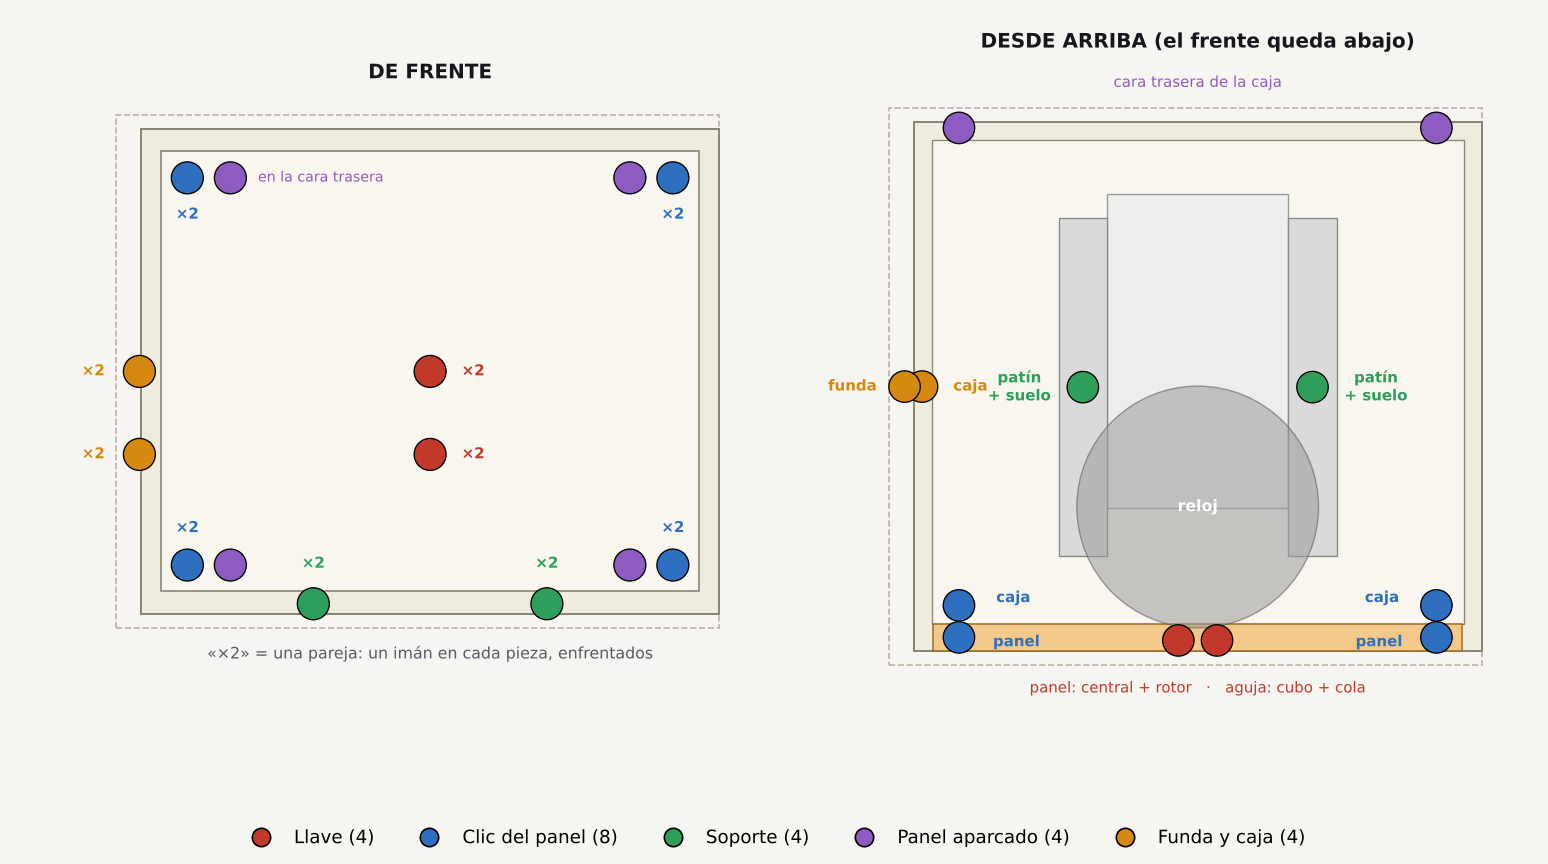 DE FRENTE
en la cara trasera
×2
×2
×2
×2
×2
×2
×2
×2
×2
×2
«×2» = una pareja: un imán en cada pieza, enfrentados
DESDE ARRIBA (el frente queda abajo)
cara trasera de la caja
funda
caja
patín
+ suelo
patín
+ suelo
reloj
caja
caja
panel
panel
panel: central + rotor · aguja: cubo + cola
Llave (4)
Clic del panel (8)
Soporte (4)
Panel aparcado (4)
Funda y caja (4)